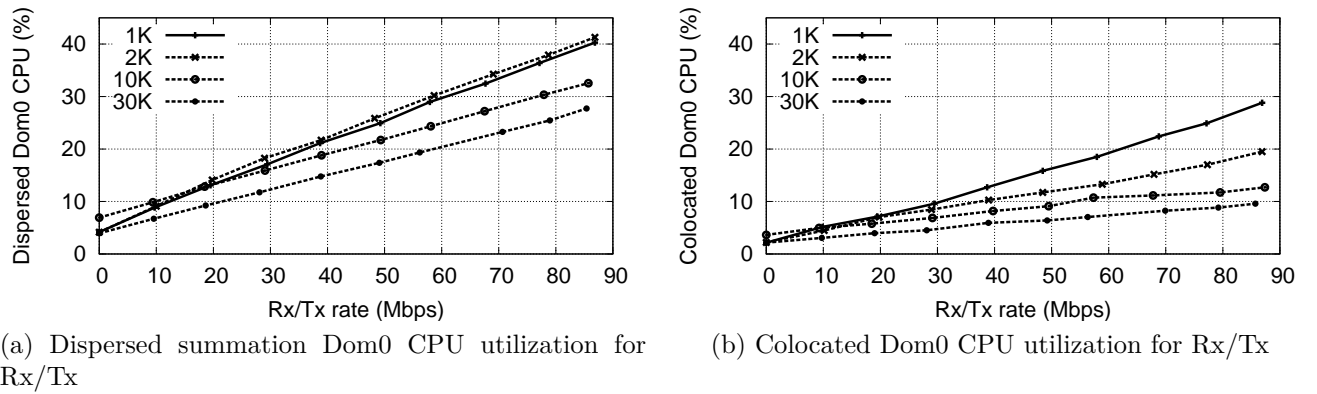 Dispersed Dom0 CPU (%)
40
30
20
10
0
1K
2K
10K
30K
0 10 20 30 40 50 60 70 80 90
Rx/Tx rate (Mbps)
(a) Dispersed summation Dom0 CPU utilization for
Rx/Tx
Colocated Dom0 CPU (%)
40
30
20
10
0
1K
2K
10K
30K
0 10 20 30 40 50 60 70 80 90
Rx/Tx rate (Mbps)
(b) Colocated Dom0 CPU utilization for Rx/Tx